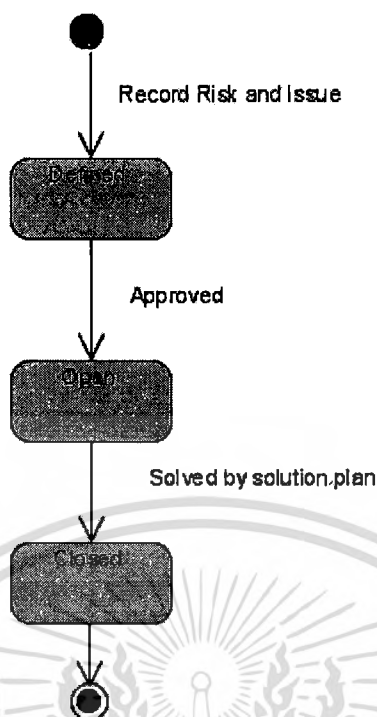 Record Risk and Issue
Defined
Approved
Open
Solved by solution plan
Closed